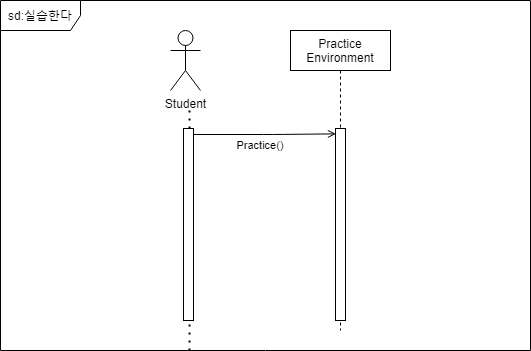 sd:실습한다
Student
Practice
Environment
Practice()